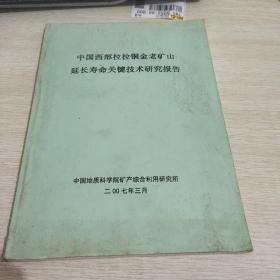 中国西部拉拉铜金老矿山
延长寿命关键技术研究报告
中国地质科学院矿产综合利用研究所
二00七年三月